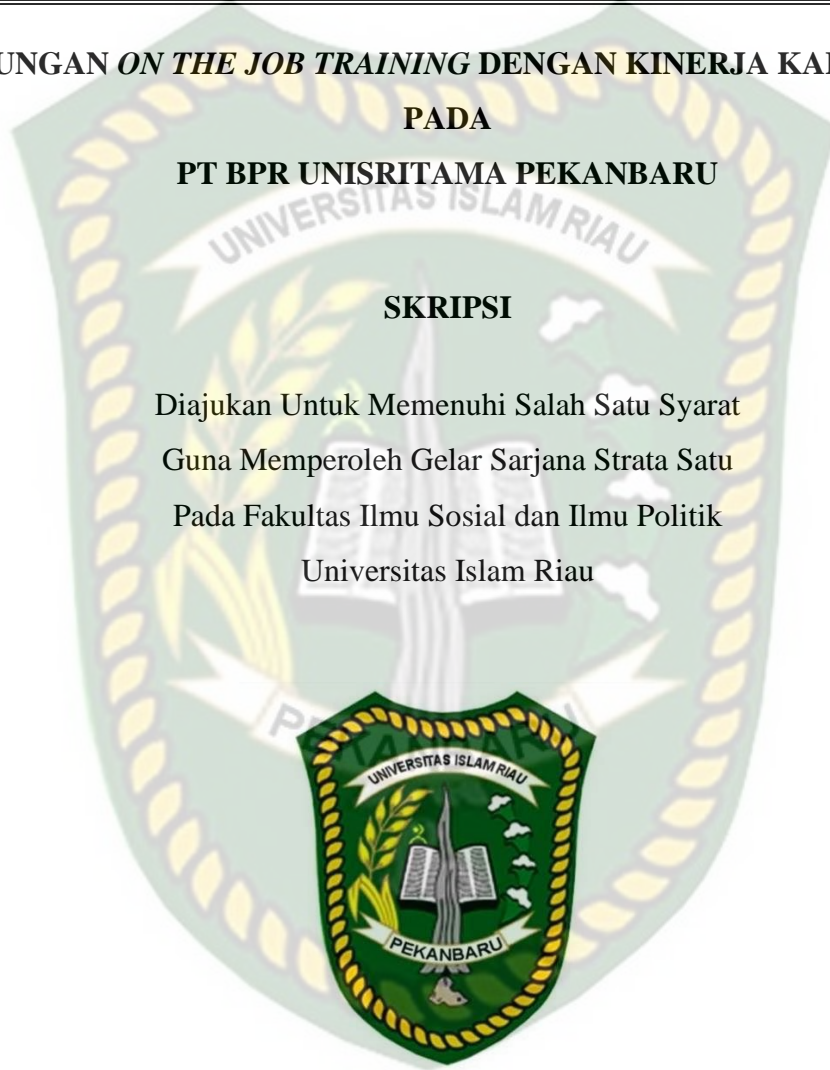 UNGAN ON THE JOB TRAINING DENGAN KINERJA
PADA
PT BPR UNISRITAMA PEKANBARU
UNIVERSITAS ISLAM RIAU
SKRIPSI
Diajukan Untuk Memenuhi Salah Satu Syarat
Guna Memperoleh Gelar Sarjana Strata Satu
Pada Fakultas Ilmu Sosial dan Ilmu Politik
Universitas Islam Riau
PEKANBARU
UNIVERSITAS ISLAM RIAU
PEKANBARU